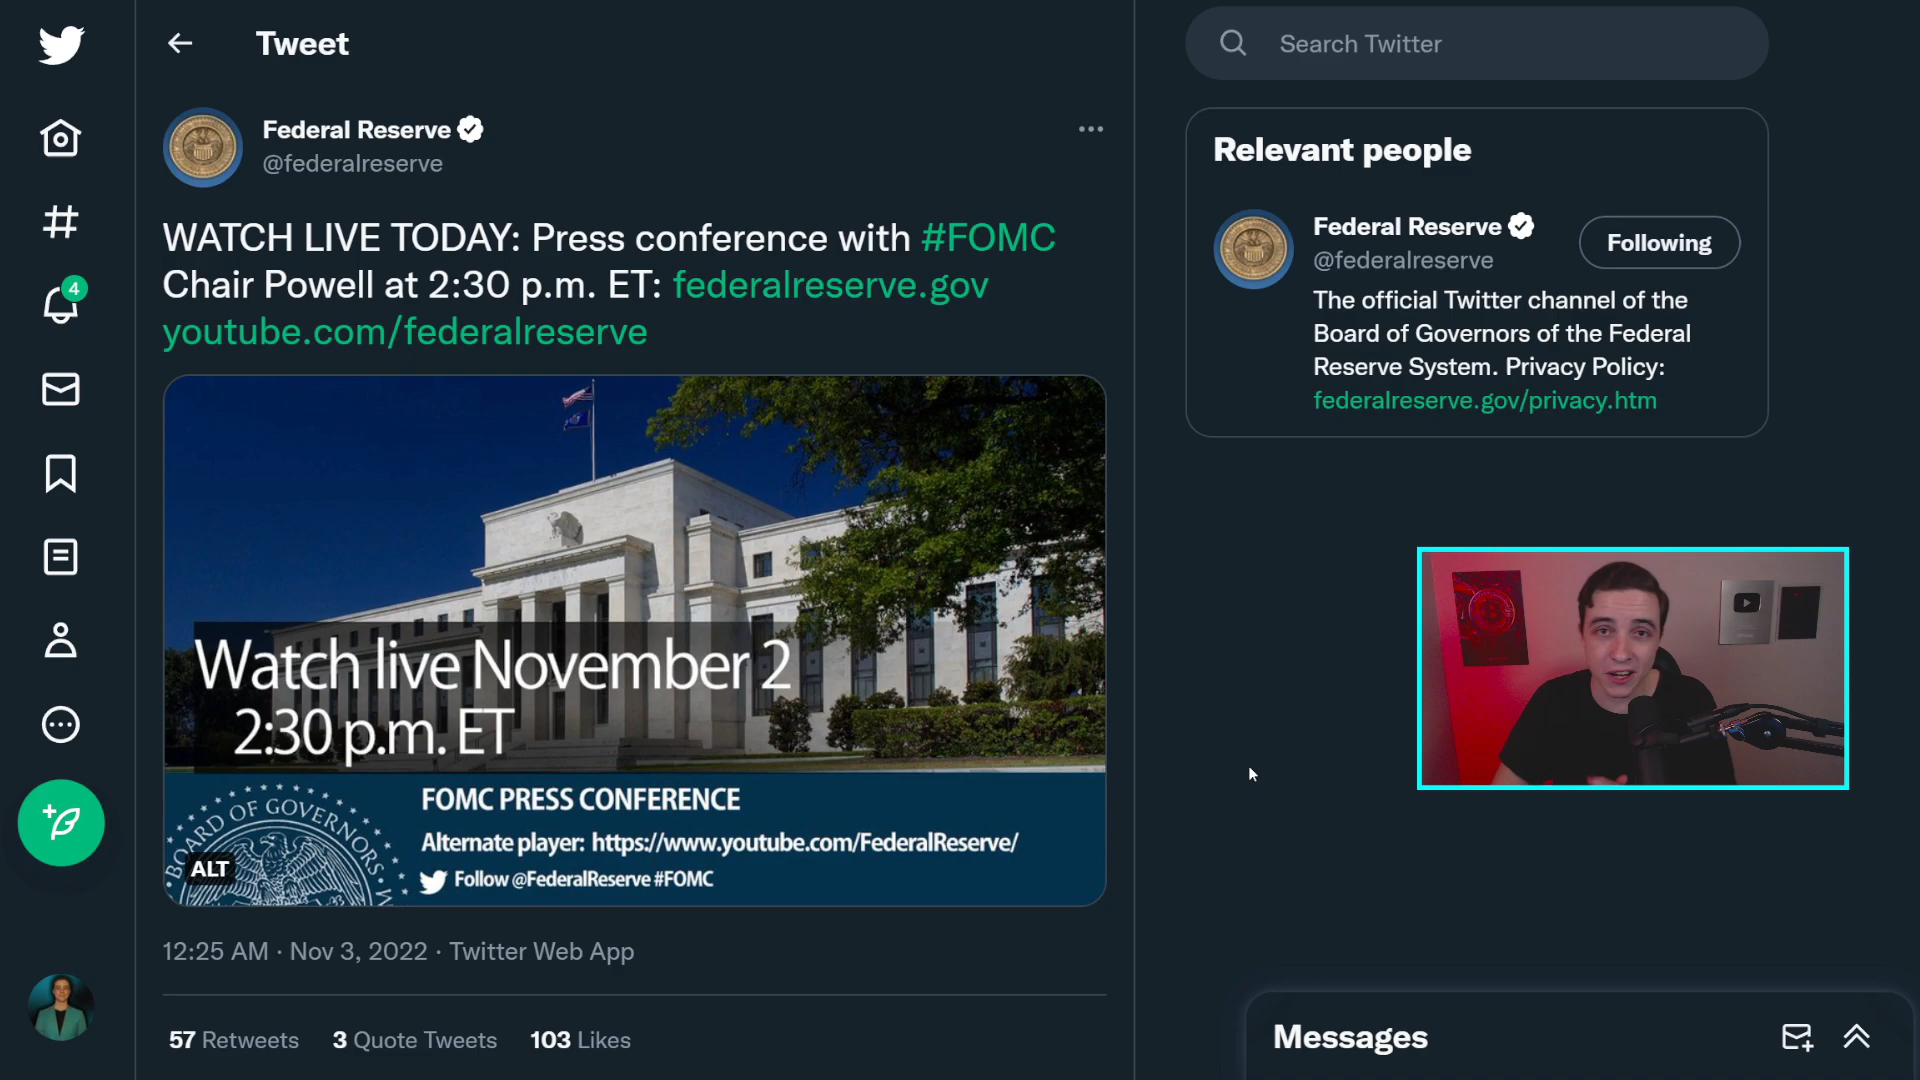 Tweet
Search Twitter
Federal Reserve
@federalreserve
WATCH LIVE TODAY: Press conference with #FOMC
Chair Powell at 2:30 p.m. ET: federalreserve.gov
youtube.com/federalreserve
Watch live November 2
2:30 p.m. ET
BOARD OF GOVERNORS
ALT
FOMC PRESS CONFERENCE
Alternate player: https://www.youtube.com/FederalReserve/
Follow @FederalReserve #FOMC
12:25 AM · Nov 3, 2022 · Twitter Web App
57 Retweets 3 Quote Tweets 103 Likes
4
Relevant people
Federal Reserve
@federalreserve
Following
The official Twitter channel of the
Board of Governors of the Federal
Reserve System. Privacy Policy:
federalreserve.gov/privacy.htm
Messages